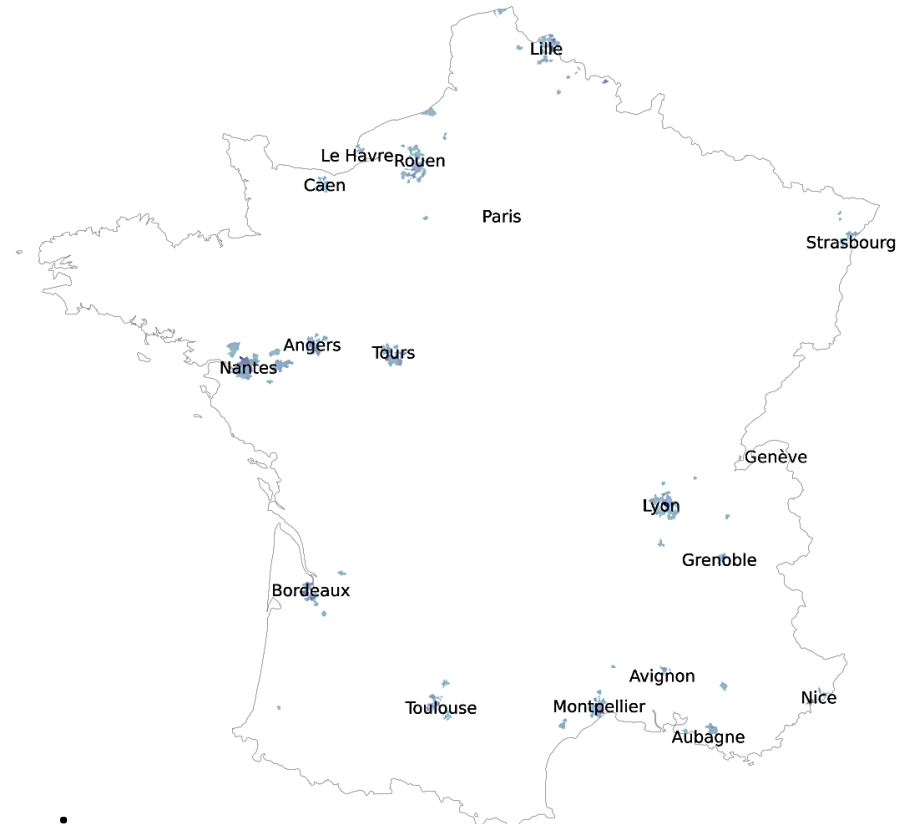 Lille
Le Havre
Rouen
Caen
Paris
Strasbourg
Angers
Tours
Nantes
Genève
Lyon
Grenoble
Bordeaux
Avignon
Nice
Toulouse
Montpellier
Aubagne